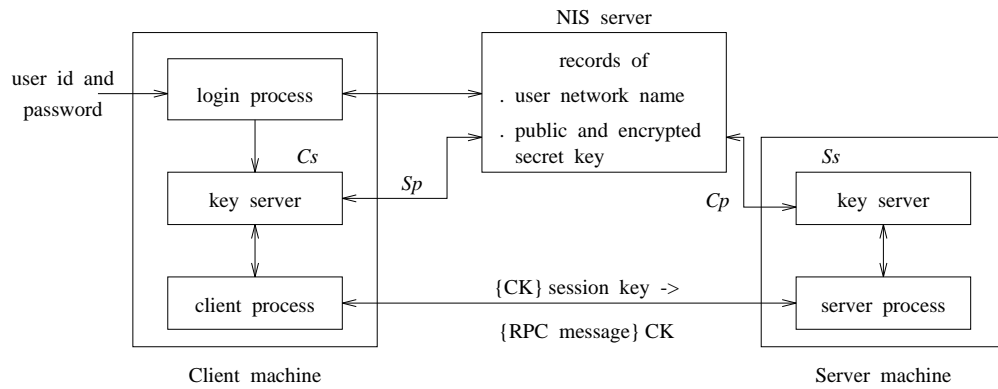 NIS server
user id and
password
login process
records of
. user network name
. public and encrypted
secret key
Cs
Sp
key server
Ss
Cp
key server
client process
{CK} session key ->
{RPC message} CK
server process
Client machine
Server machine